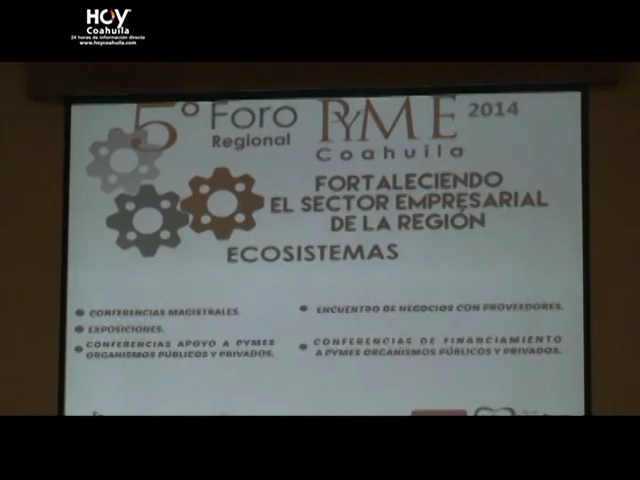 HOY
Coahuila
24 horas de información directa
www.hoycoahuila.com
5° Foro PyME 2014
Regional
Coahuila
FORTALECIENDO
EL SECTOR EMPRESARIAL
DE LA REGIÓN
ECOSISTEMAS
CONFERENCIAS MAGISTRALES.
EXPOSICIONES.
CONFERENCIAS APOYO A PYMES
ORGANISMOS PÚBLICOS Y PRIVADOS.
ENCUENTRO DE NEGOCIOS CON PROVEEDORES.
CONFERENCIAS DE FINANCIAMIENTO
A PYMES ORGANISMOS PÚBLICOS Y PRIVADOS.